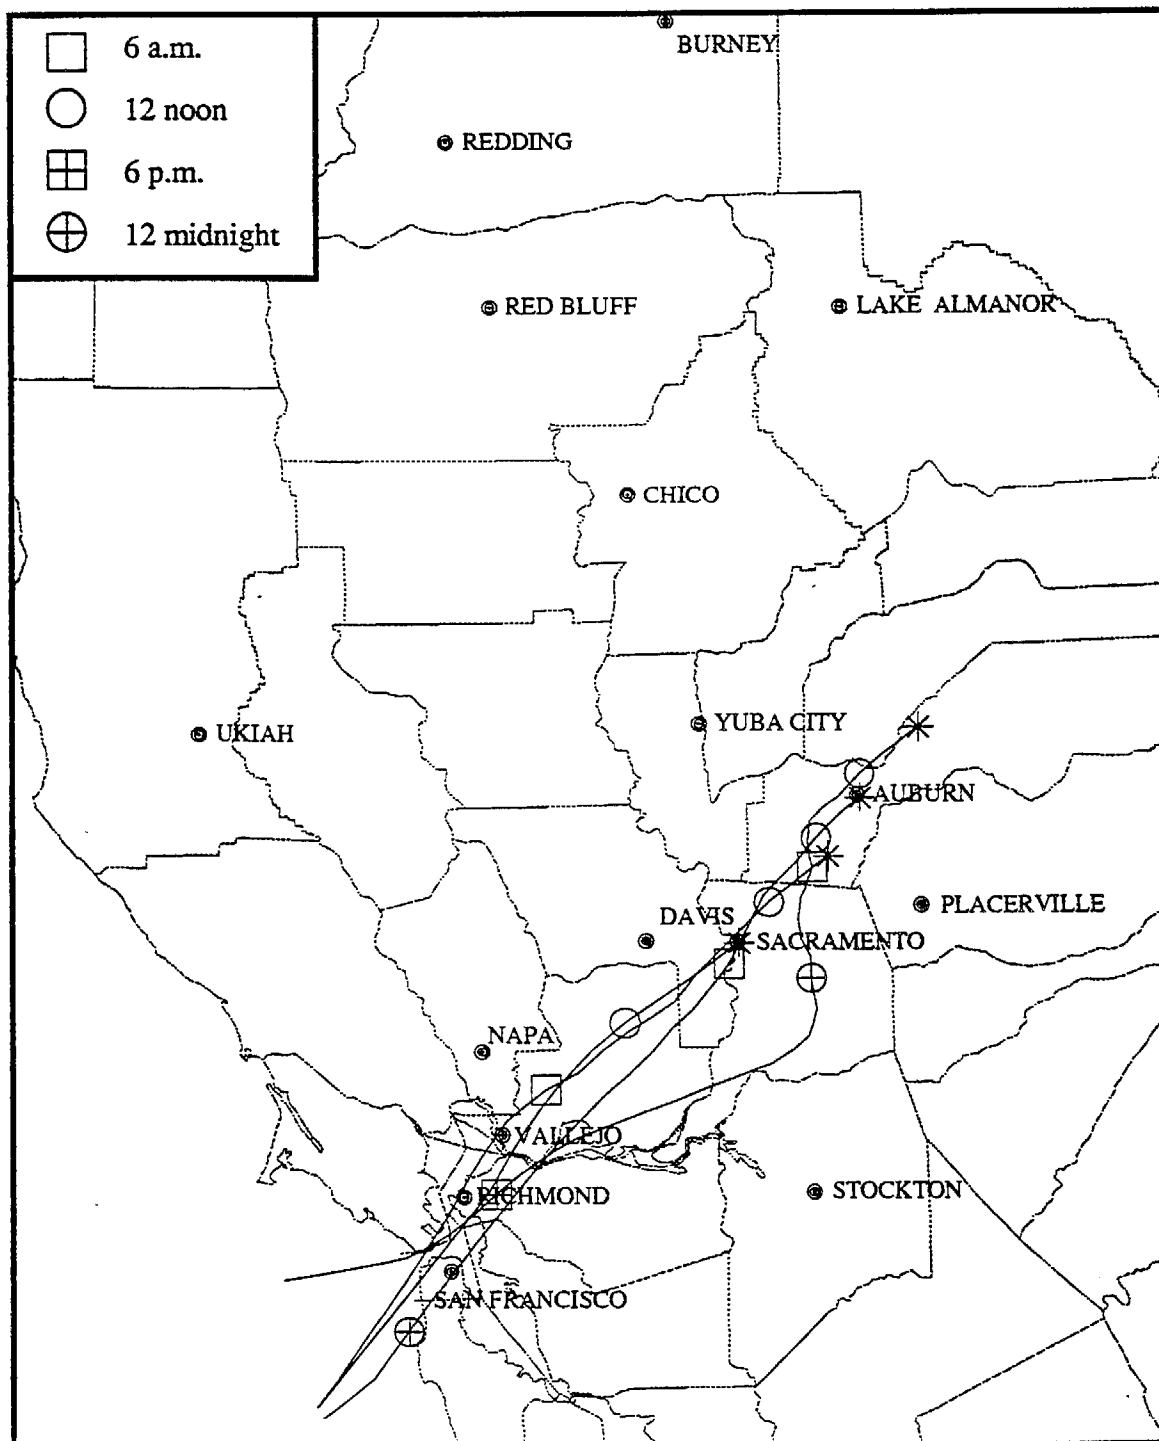 6 a.m.
12 noon
6 p.m.
12 midnight
BURNEY
REDDING
RED BLUFF
LAKE ALMANOR
CHICO
UKIAH
YUBA CITY
AUBURN
PLACERVILLE
DAVIS
SACRAMENTO
NAPA
VALLEJO
RICHMOND
STOCKTON
SAN FRANCISCO